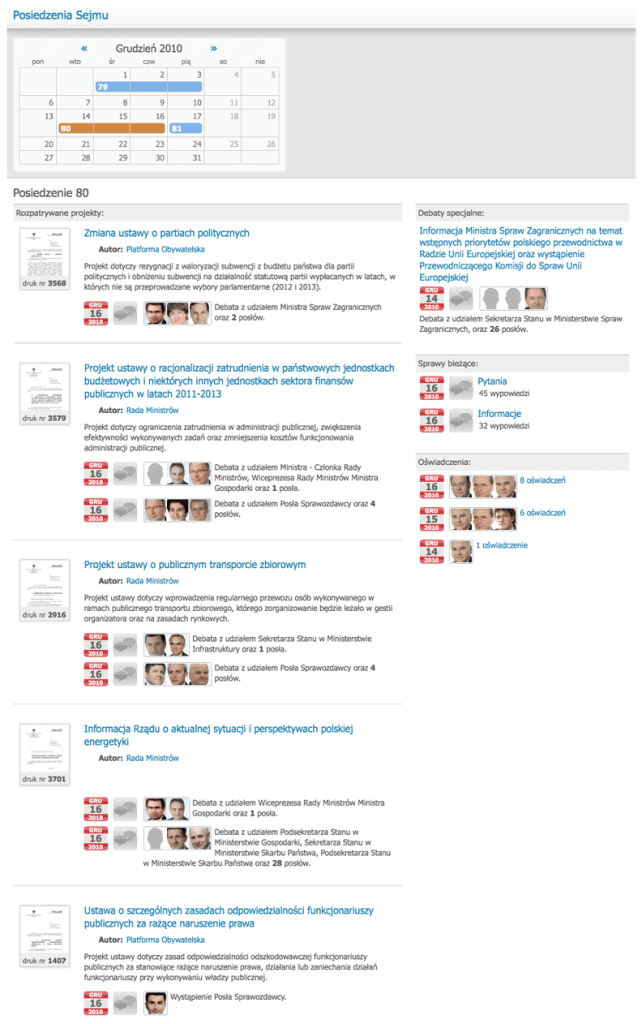 Posiedzenia Sejmu
« Grudzień 2010 »
pon wto śr czw pią so nie
1 2 3 4 5
79
6 7 8 9 10 11 12
13 14 15 16 17 18 19
80 81
20 21 22 23 24 25 26
27 28 29 30 31
Posiedzenie 80
Rozpatrywane projekty:
druk nr 3568
Zmiana ustawy o partiach politycznych
Autor: Platforma Obywatelska
Projekt dotyczy rezygnacji z waloryzacji subwencji z budżetu państwa dla partii
politycznych i obniżeniu subwencji na działalność statutową partii wypłacanych w latach, w
których nie są przeprowadzane wybory parlamentarne (2012 i 2013).
GRU
16
2010
Debata z udziałem Ministra Spraw Zagranicznych
oraz 2 posłów.
druk nr 3579
Projekt ustawy o racjonalizacji zatrudnienia w państwowych jednostkach
budżetowych i niektórych innych jednostkach sektora finansów
publicznych w latach 2011-2013
Autor: Rada Ministrów
Projekt dotyczy ograniczenia zatrudnienia w administracji publicznej, zwiększenia
efektywności wykonywanych zadań oraz zmniejszenia kosztów funkcjonowania
administracji publicznej.
GRU
16
2010
Debata z udziałem Ministra - Członka Rady
Ministrów, Wiceprezesa Rady Ministrów Ministra
Gospodarki oraz 1 posła.
GRU
16
2010
Debata z udziałem Posła Sprawozdawcy oraz 4
posłów.
druk nr 2916
Projekt ustawy o publicznym transporcie zbiorowym
Autor: Rada Ministrów
Projekt ustawy dotyczy wprowadzenia regularnego przewozu osób wykonywanego w
ramach publicznego transportu zbiorowego, którego zorganizowanie będzie leżało w gestii
organizatora oraz na zasadach rynkowych.
GRU
16
2010
Debata z udziałem Sekretarza Stanu w Ministerstwie
Infrastruktury oraz 1 posła.
GRU
16
2010
Debata z udziałem Posła Sprawozdawcy oraz 4
posłów.
druk nr 3701
Informacja Rządu o aktualnej sytuacji i perspektywach polskiej
energetyki
Autor: Rada Ministrów
GRU
16
2010
Debata z udziałem Wiceprezesa Rady Ministrów Ministra
Gospodarki oraz 1 posła.
GRU
16
2010
Debata z udziałem Podsekretarza Stanu w
Ministerstwie Gospodarki, Sekretarza Stanu w
Ministerstwie Skarbu Państwa, Podsekretarza Stanu
w Ministerstwie Skarbu Państwa oraz 28 posłów.
druk nr 1407
Ustawa o szczególnych zasadach odpowiedzialności funkcjonariuszy
publicznych za rażące naruszenie prawa
Autor: Platforma Obywatelska
Projekt ustawy dotyczy zasad odpowiedzialności odszkodowawczej funkcjonariuszy
publicznych za stanowiące rażące naruszenie prawa, działania lub zaniechania działań
funkcjonariuszy przy wykonywaniu władzy publicznej.
GRU
16
2010
Wystąpienie Posła Sprawozdawcy.
Debaty specjalne:
Informacja Ministra Spraw Zagranicznych na temat
wstępnych priorytetów polskiego przewodnictwa w
Radzie Unii Europejskiej oraz wystąpienie
Przewodniczącego Komisji do Spraw Unii
Europejskiej
GRU
14
2010
Debata z udziałem Sekretarza Stanu w Ministerstwie Spraw
Zagranicznych, oraz 26 posłów.
Sprawy bieżące:
GRU
16
2010
Pytania
45 wypowiedzi
GRU
16
2010
Informacje
32 wypowiedzi
Oświadczenia:
GRU
16
2010
8 oświadczeń
GRU
15
2010
6 oświadczeń
GRU
14
2010
1 oświadczenie